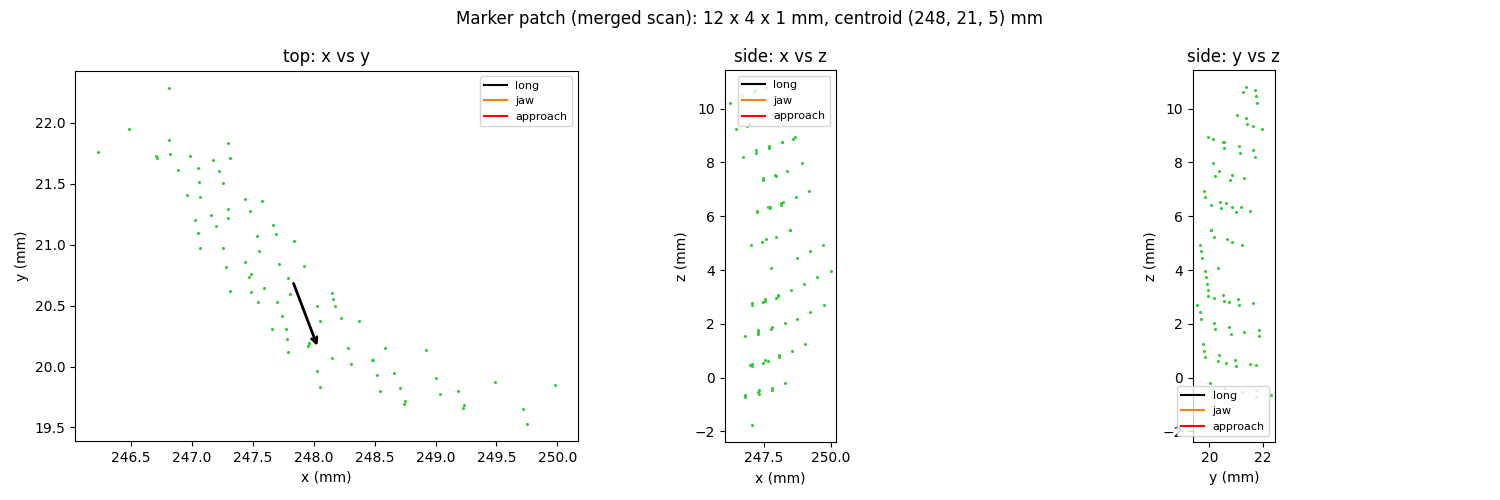 Marker patch (merged scan): 12 x 4 x 1 mm, centroid (248, 21, 5) mm
top: x vs y
side: x vs z
side: y vs z
long
jaw
approach
long
jaw
approach
22.0
21.5
21.0
20.5
20.0
19.5
y (mm)
246.5 247.0 247.5 248.0 248.5 249.0 249.5 250.0
x (mm)
10
8
6
4
2
0
−2
z (mm)
247.5 250.0
x (mm)
10
8
6
4
2
0
−2
z (mm)
long
jaw
approach
20 22
y (mm)